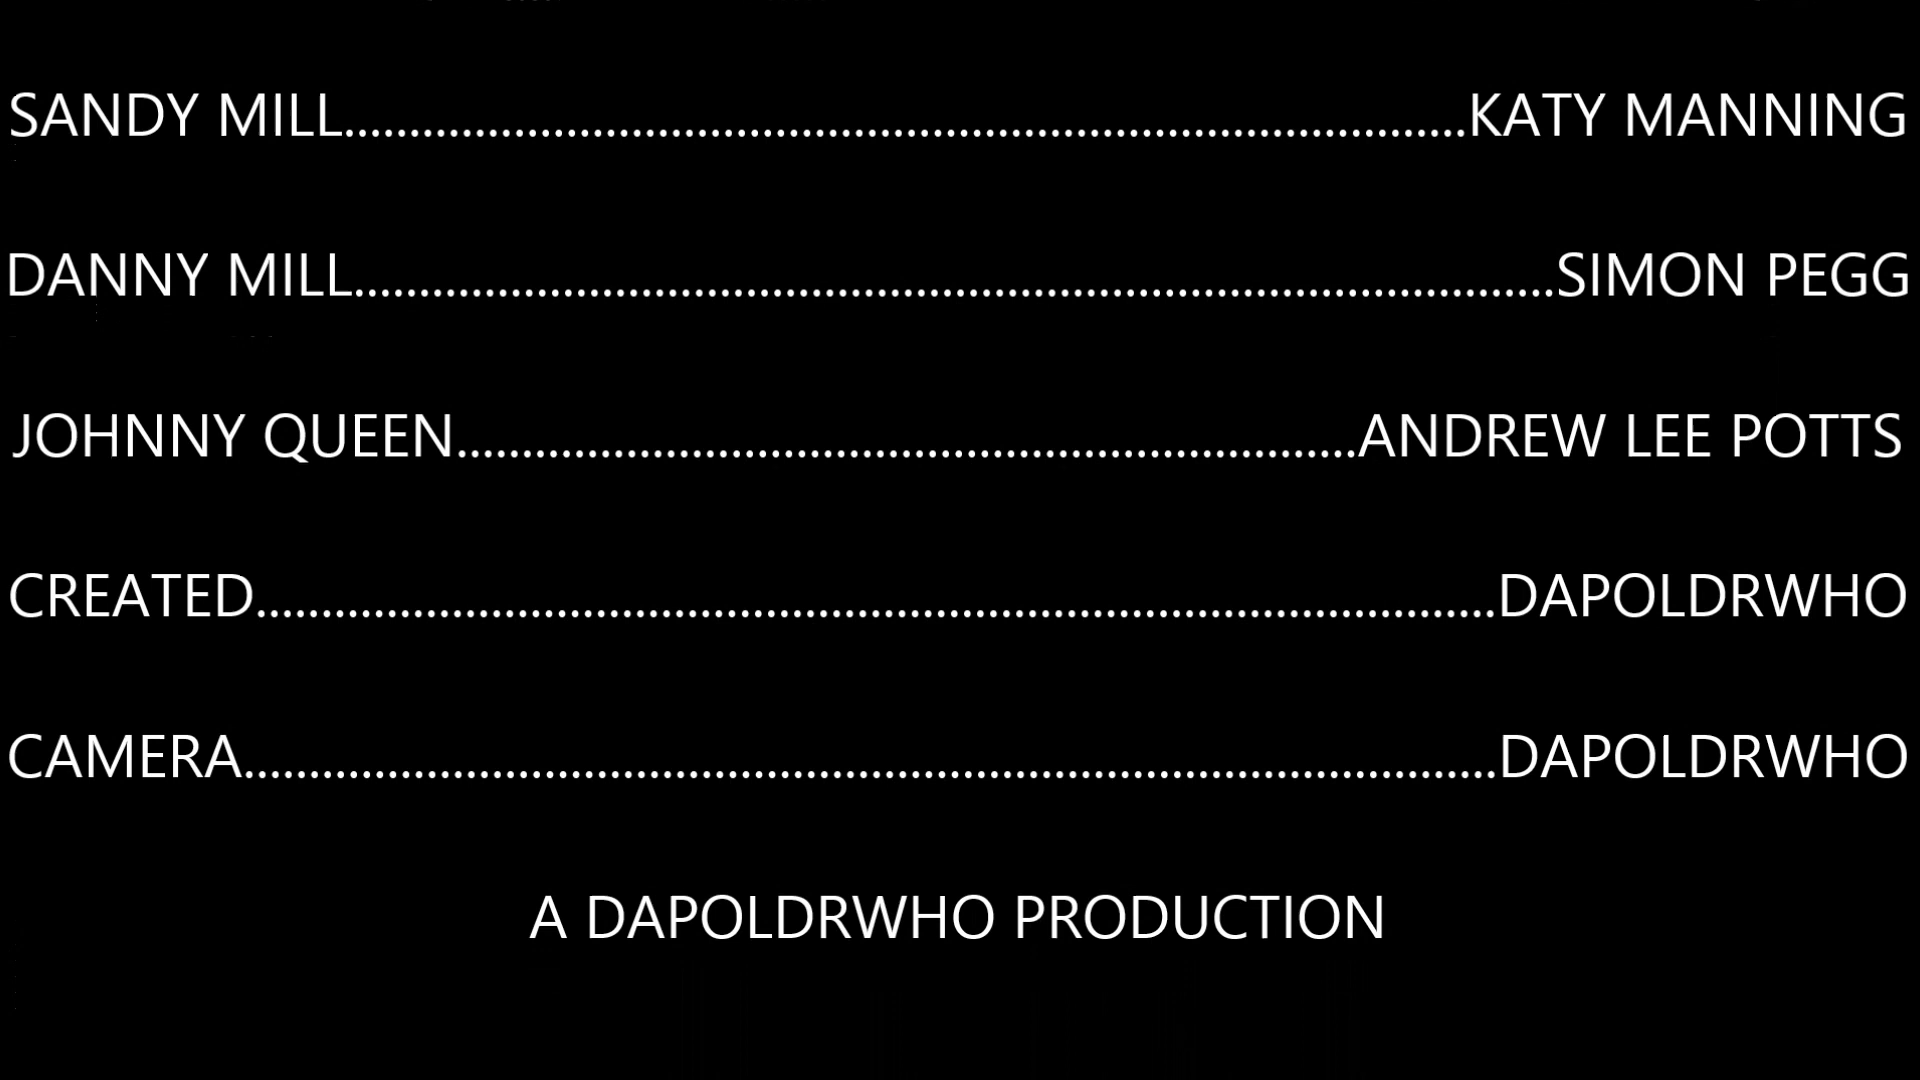 SANDY MILL......................................................................................KATY MANNING
DANNY MILL............................................................................................SIMON PEGG
JOHNNY QUEEN.....................................................................ANDREW LEE POTTS
CREATED...............................................................................................DAPOLDRWHO
CAMERA................................................................................................DAPOLDRWHO
A DAPOLDRWHO PRODUCTION